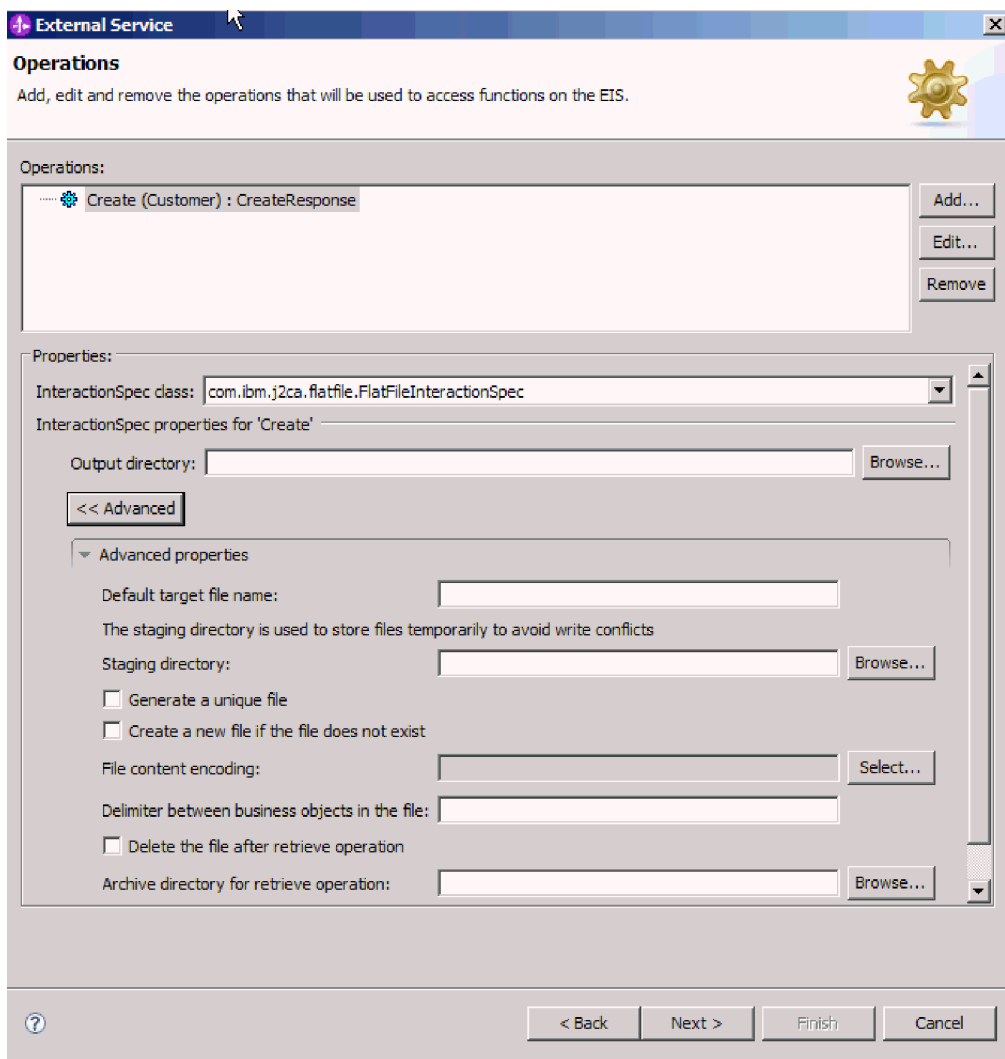 External Service
Operations
Add, edit and remove the operations that will be used to access functions on the EIS.
Operations:
Create (Customer) : CreateResponse
Add...
Edit...
Remove
Properties:
InteractionSpec class: com.ibm.j2ca.flatfile.FlatFileInteractionSpec
InteractionSpec properties for 'Create'
Output directory: Browse...
<< Advanced
Advanced properties
Default target file name:
The staging directory is used to store files temporarily to avoid write conflicts
Staging directory: Browse...
Generate a unique file
Create a new file if the file does not exist
File content encoding: Select...
Delimiter between business objects in the file:
Delete the file after retrieve operation
Archive directory for retrieve operation: Browse...
? < Back Next > Finish Cancel